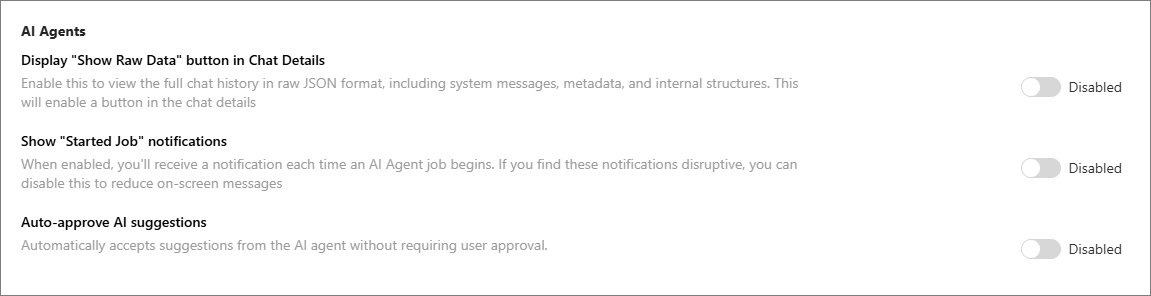 AI Agents
Display "Show Raw Data" button in Chat Details
Enable this to view the full chat history in raw JSON format, including system messages, metadata, and internal structures. This
will enable a button in the chat details
Disabled
Show "Started Job" notifications
When enabled, you'll receive a notification each time an AI Agent job begins. If you find these notifications disruptive, you can
disable this to reduce on-screen messages
Disabled
Auto-approve AI suggestions
Automatically accepts suggestions from the AI agent without requiring user approval.
Disabled